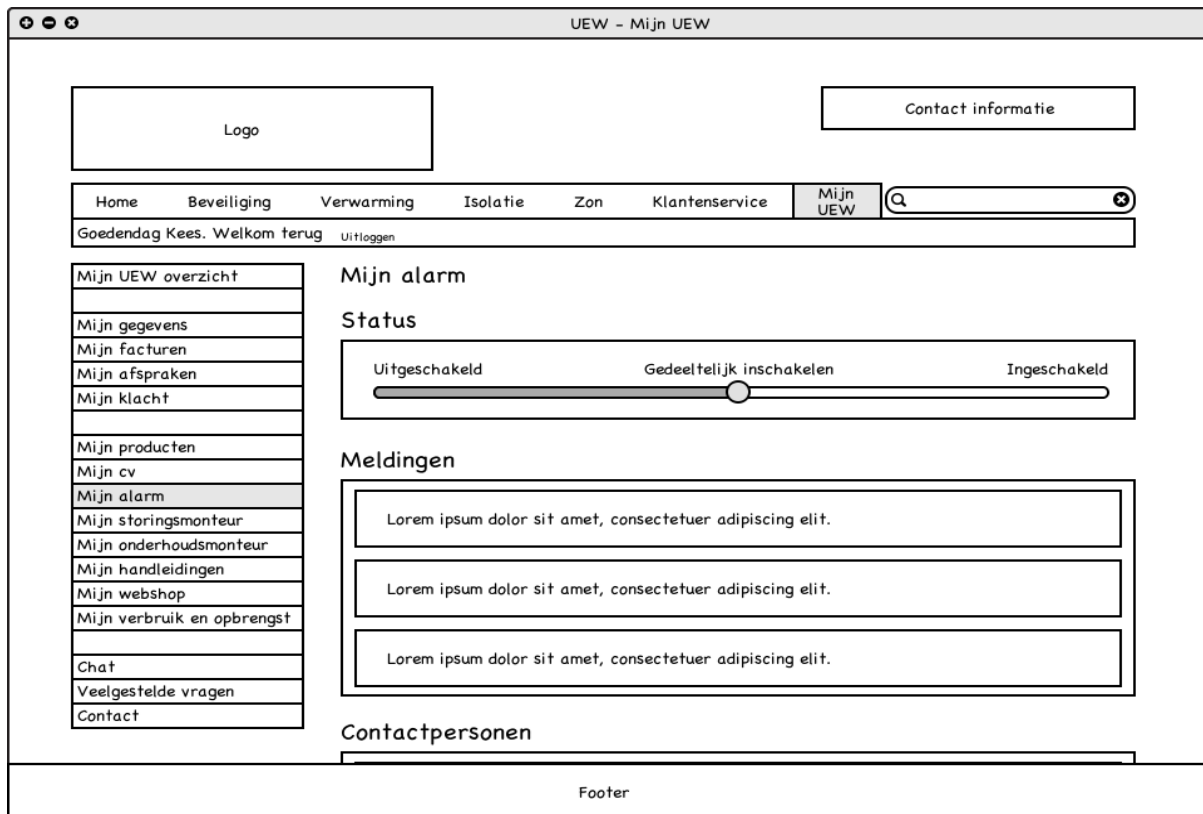 UEW - Mijn UEW
Logo
Contact informatie
Home Beveiliging Verwarming Isolatie Zon Klantenservice Mijn
UEW
Goedendag Kees. Welkom terug Uitloggen
Mijn UEW overzicht
Mijn gegevens
Mijn facturen
Mijn afspraken
Mijn klacht
Mijn producten
Mijn cv
Mijn alarm
Mijn storingsmonteur
Mijn onderhoudsmonteur
Mijn handleidingen
Mijn webshop
Mijn verbruik en opbrengst
Chat
Veelgestelde vragen
Contact
Mijn alarm
Status
Uitgeschakeld Gedeeltelijk inschakelen Ingeschakeld
Meldingen
Lorem ipsum dolor sit amet, consectetuer adipiscing elit.
Lorem ipsum dolor sit amet, consectetuer adipiscing elit.
Lorem ipsum dolor sit amet, consectetuer adipiscing elit.
Contactpersonen
Footer